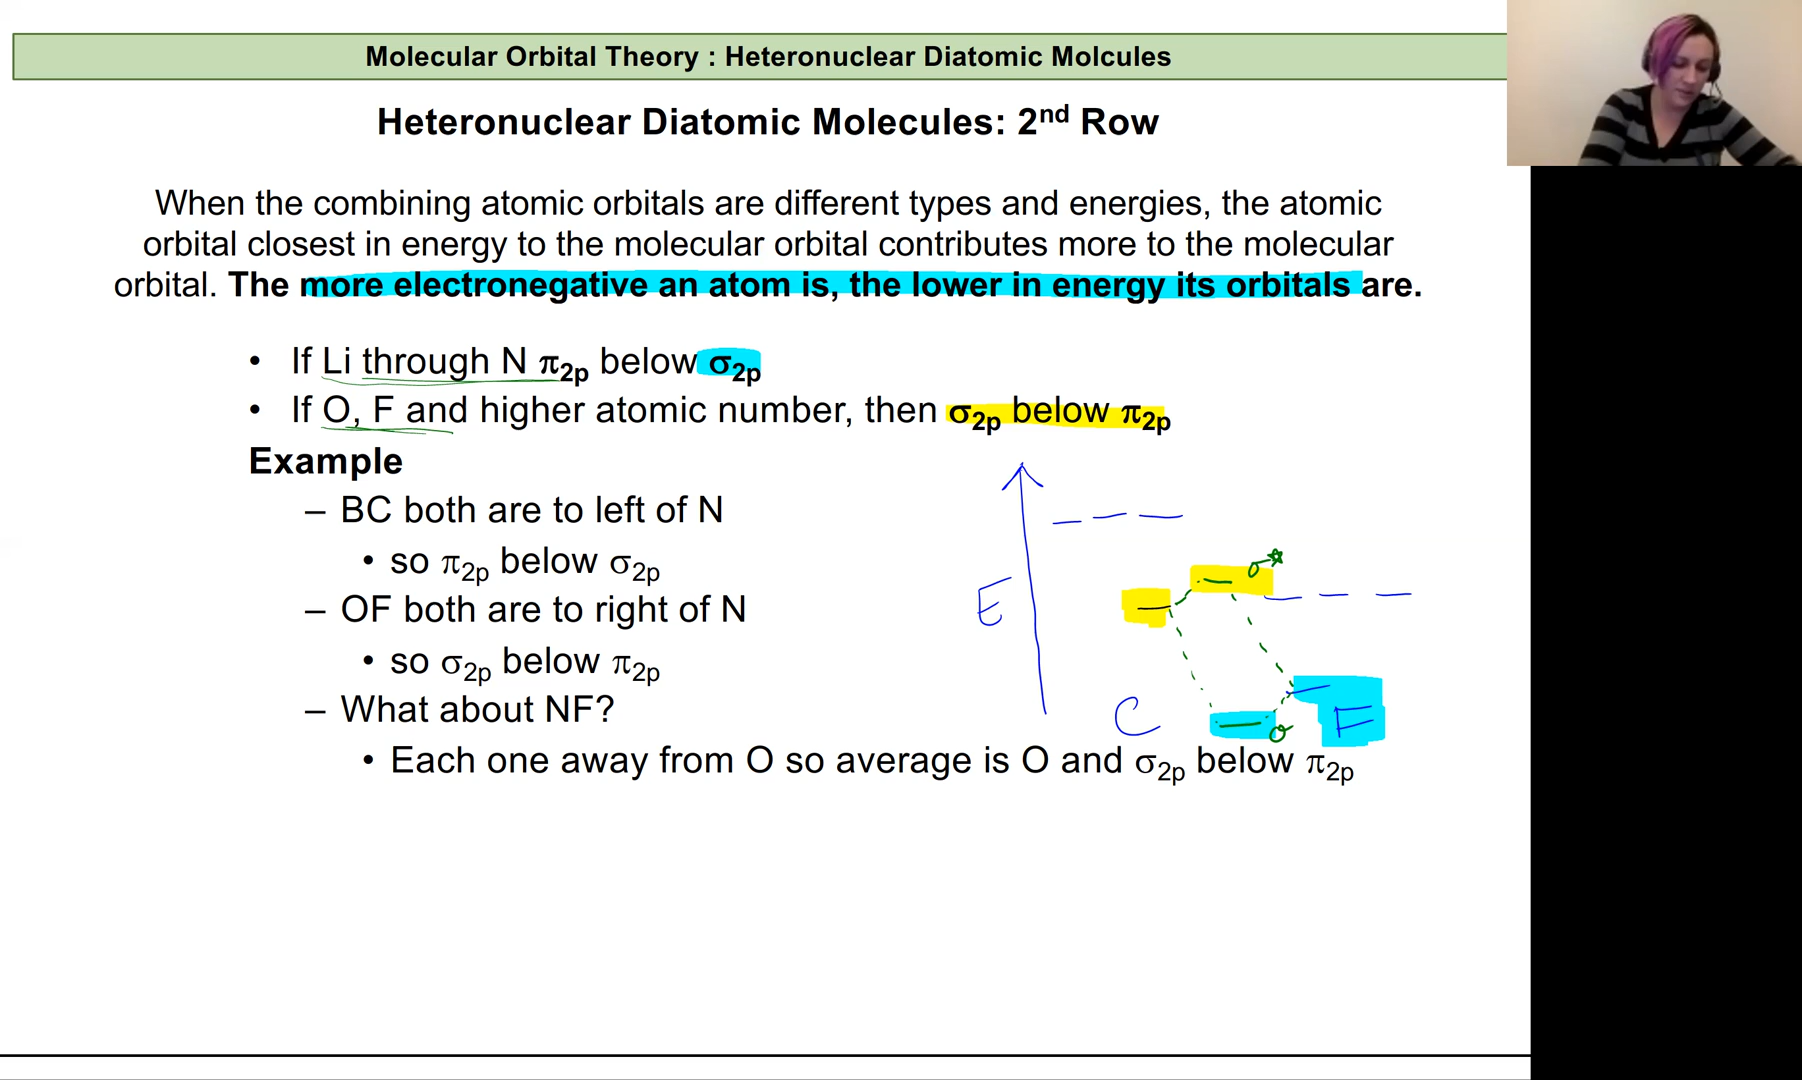 Molecular Orbital Theory : Heteronuclear Diatomic Molcules
Heteronuclear Diatomic Molecules: 2nd Row
When the combining atomic orbitals are different types and energies, the atomic
orbital closest in energy to the molecular orbital contributes more to the molecular
orbital. The more electronegative an atom is, the lower in energy its orbitals are.
• If Li through N π2p below σ2p
• If O, F and higher atomic number, then σ2p below π2p
Example
– BC both are to left of N
• so π2p below σ2p
– OF both are to right of N
• so σ2p below π2p
– What about NF?
• Each one away from O so average is O and σ2p below π2p
σ*
E
C
σ
F